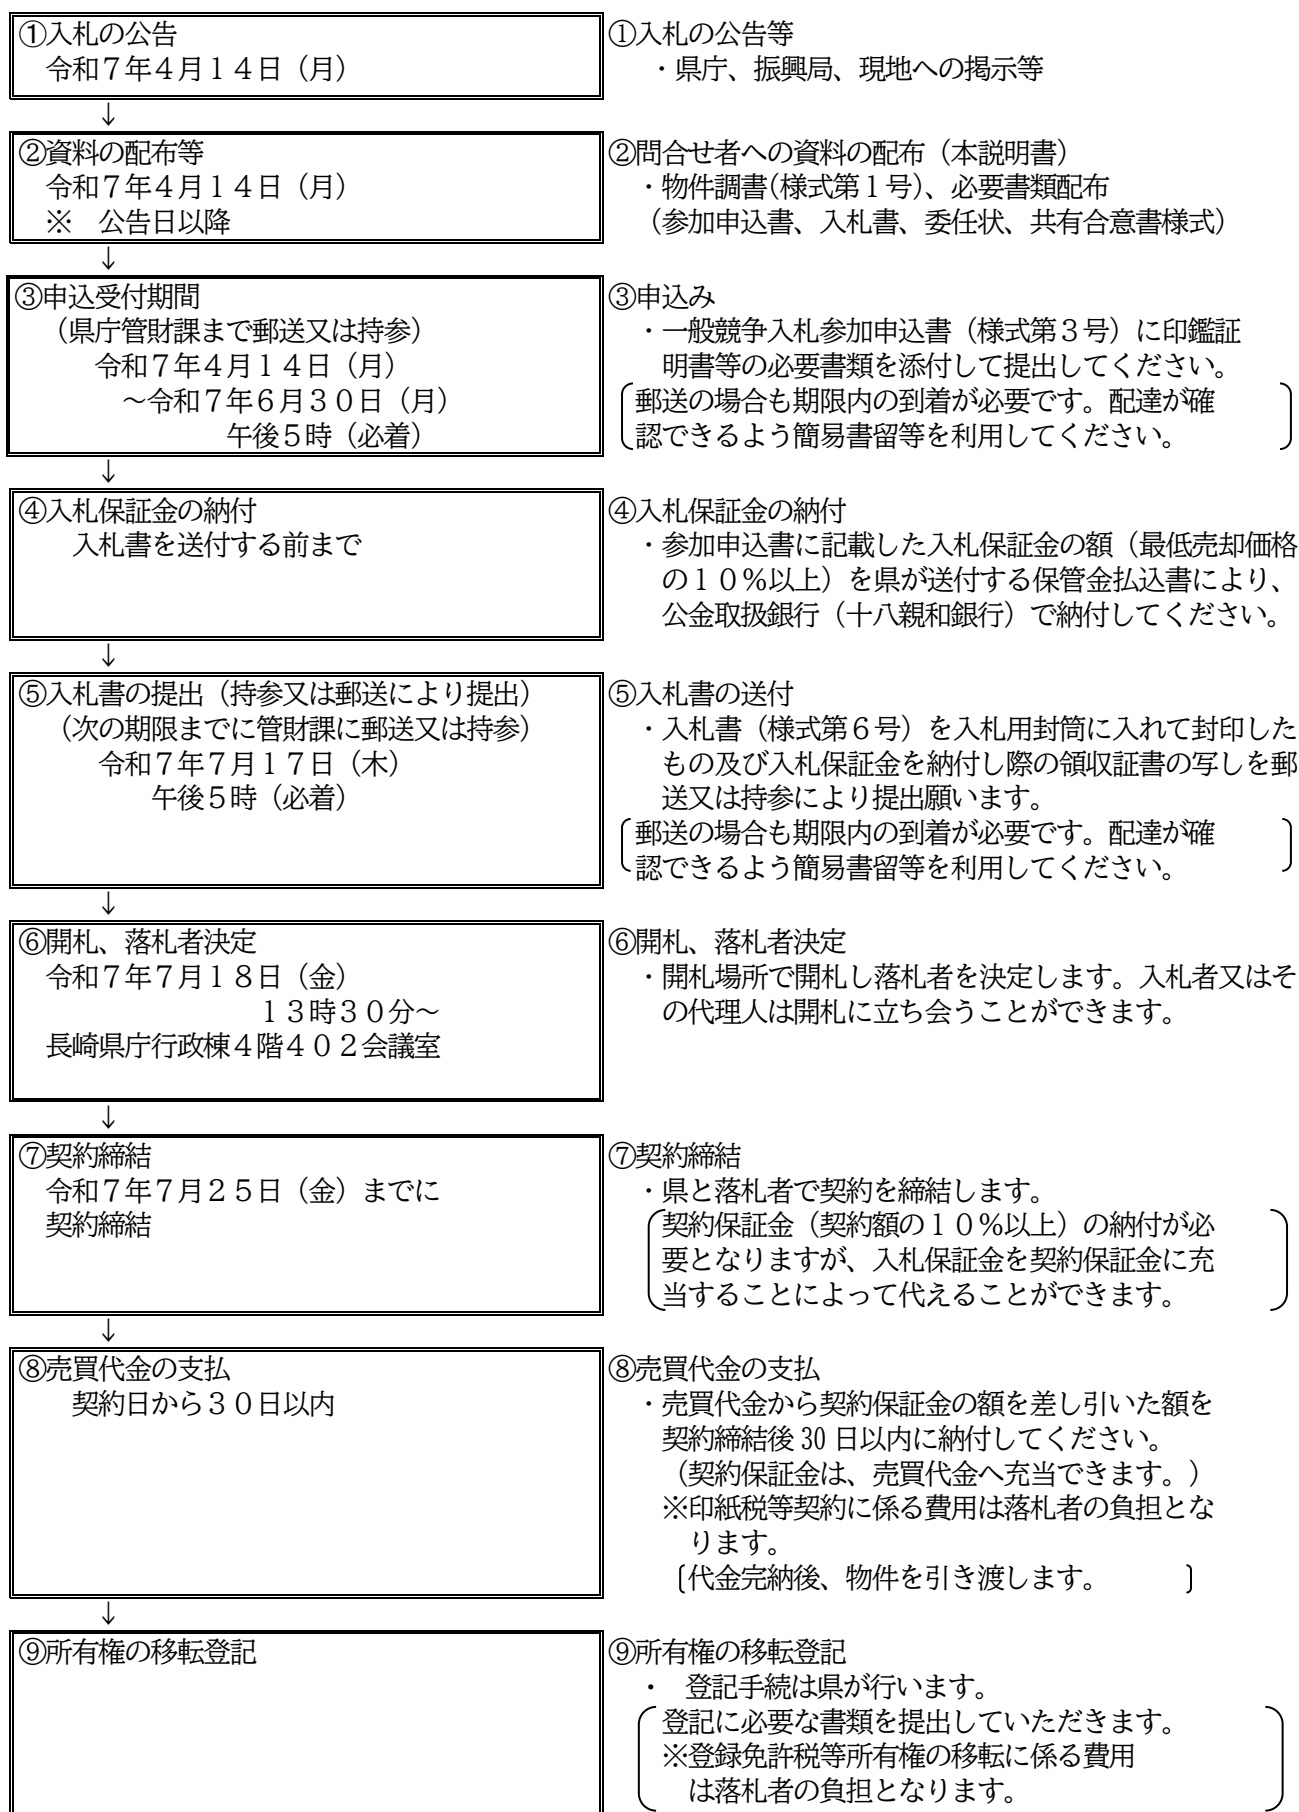 ①入札の公告
令和７年４月１４日（月）
①入札の公告等
・県庁、振興局、現地への掲示等
↓
②資料の配布等
令和７年４月１４日（月）
※　公告日以降
②問合せ者への資料の配布（本説明書）
・物件調書（様式第１号）、必要書類配布
（参加申込書、入札書、委任状、共有合意書様式）
↓
③申込受付期間
（県庁管財課まで郵送又は持参）
令和７年４月１４日（月）
～令和７年６月３０日（月）
午後５時（必着）
③申込み
・一般競争入札参加申込書（様式第３号）に印鑑証
明書等の必要書類を添付して提出してください。
郵送の場合も期限内の到着が必要です。配達が確
認できるよう簡易書留等を利用してください。
↓
④入札保証金の納付
入札書を送付する前まで
④入札保証金の納付
・参加申込書に記載した入札保証金の額（最低売却価格
の１０％以上）を県が送付する保管金払込書により、
公金取扱銀行（十八親和銀行）で納付してください。
↓
⑤入札書の提出（持参又は郵送により提出）
（次の期限までに管財課に郵送又は持参）
令和７年７月１７日（木）
午後５時（必着）
⑤入札書の送付
・入札書（様式第６号）を入札用封筒に入れて封印した
もの及び入札保証金を納付し際の領収証書の写しを郵
送又は持参により提出願います。
郵送の場合も期限内の到着が必要です。配達が確
認できるよう簡易書留等を利用してください。
↓
⑥開札、落札者決定
令和７年７月１８日（金）
１３時３０分～
長崎県庁行政棟４階４０２会議室
⑥開札、落札者決定
・開札場所で開札し落札者を決定します。入札者又はそ
の代理人は開札に立ち会うことができます。
↓
⑦契約締結
令和７年７月２５日（金）までに
契約締結
⑦契約締結
・県と落札者で契約を締結します。
契約保証金（契約額の１０％以上）の納付が必
要となりますが、入札保証金を契約保証金に充
当することによって代えることができます。
↓
⑧売買代金の支払
契約日から３０日以内
⑧売買代金の支払
・売買代金から契約保証金の額を差し引いた額を
契約締結後 30 日以内に納付してください。
（契約保証金は、売買代金へ充当できます。）
※印紙税等契約に係る費用は落札者の負担とな
ります。
〔代金完納後、物件を引き渡します。　　〕
↓
⑨所有権の移転登記
⑨所有権の移転登記
・　登記手続は県が行います。
登記に必要な書類を提出していただきます。
※登録免許税等所有権の移転に係る費用
は落札者の負担となります。